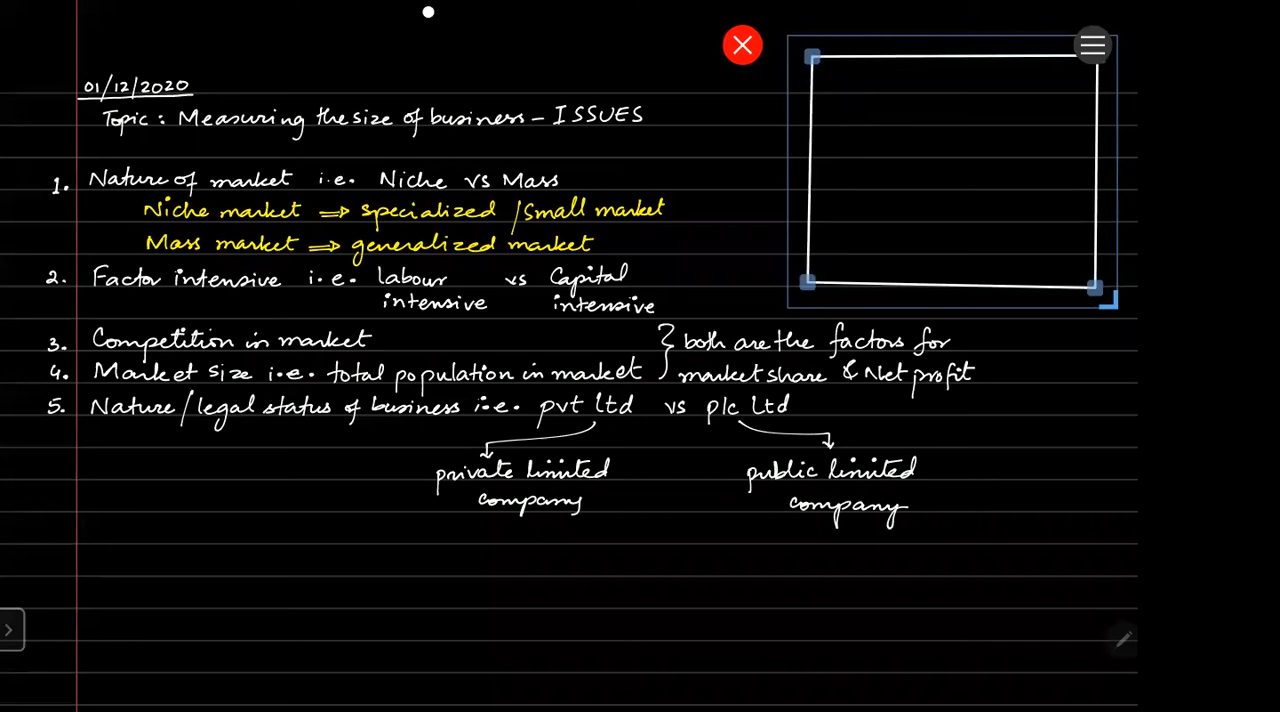 01/12/2020
Topic: Measuring the size of business - ISSUES
1. Nature of market i.e. Niche vs Mass
Niche market ⇒ specialized / small market
Mass market ⇒ generalized market
2. Factor intensive i.e. labour intensive vs Capital intensive
3. Competition in market
4. Market size i.e. total population in market
} both are the factors for
market share & Net profit
5. Nature / legal status of business i.e. pvt ltd vs plc Ltd
private limited
company
public limited
company